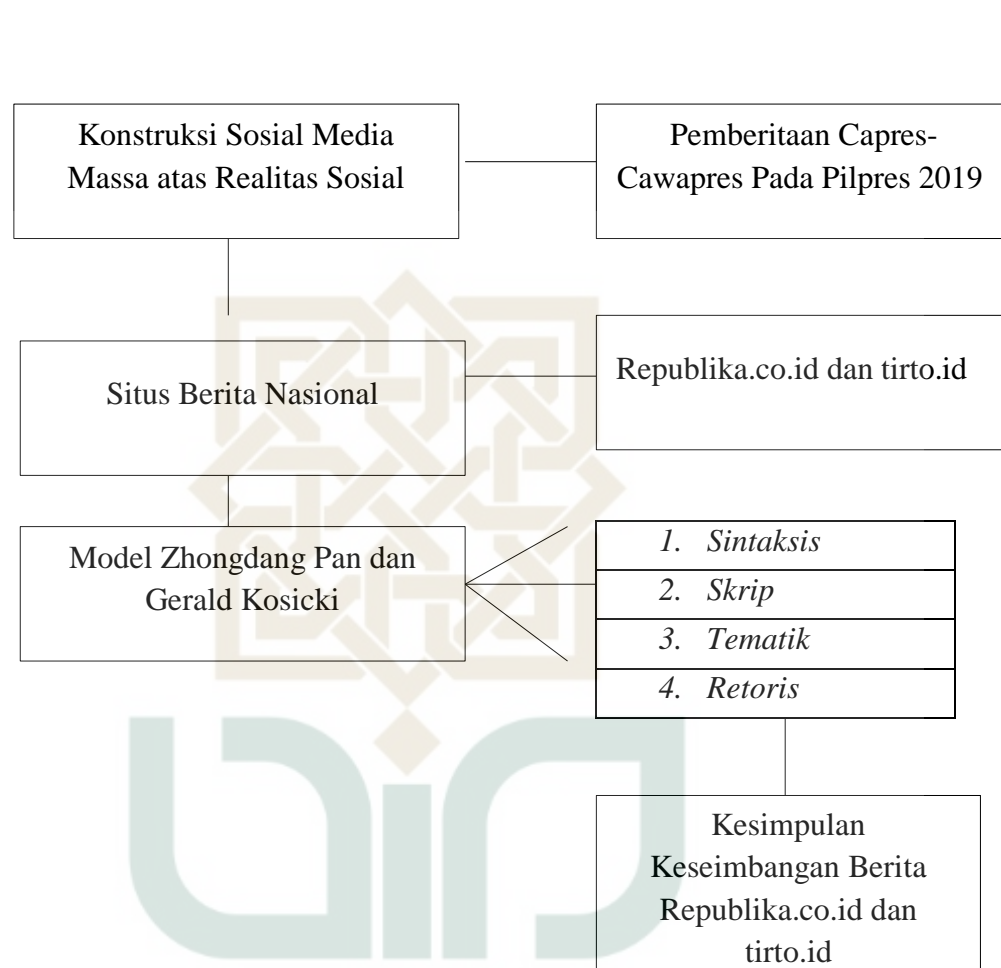 Konstruksi Sosial Media
Massa atas Realitas Sosial
Pemberitaan Capres-
Cawapres Pada Pilpres 2019
Situs Berita Nasional
Republika.co.id dan tirto.id
Model Zhongdang Pan dan
Gerald Kosicki
1. Sintaksis
2. Skrip
3. Tematik
4. Retoris
Kesimpulan
Keseimbangan Berita
Republika.co.id dan
tirto.id